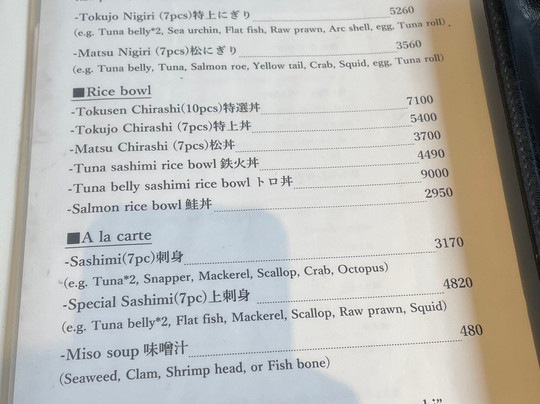 -Tokujo Nigiri (7pcs)特上にぎり 5260
(e.g. Tuna belly*2, Sea urchin, Flat fish, Raw prawn, Arc shell, egg, Tuna roll)
-Matsu Nigiri (7pcs)松にぎり 3560
(e.g. Tuna belly, Tuna, Salmon roe, Yellow tail, Crab, Squid, egg, Tuna roll)
■Rice bowl
-Tokusen Chirashi(10pcs)特選丼 7100
-Tokujo Chirashi (7pcs)特上丼 5400
-Matsu Chirashi (7pcs)松丼 3700
-Tuna sashimi rice bowl 鉄火丼 4490
-Tuna belly sashimi rice bowl トロ丼 9000
-Salmon rice bowl 鮭丼 2950
■A la carte
-Sashimi(7pc)刺身 3170
(e.g. Tuna*2, Snapper, Mackerel, Scallop, Crab, Octopus)
-Special Sashimi(7pc)上刺身 4820
(e.g. Tuna belly*2, Flat fish, Mackerel, Scallop, Raw prawn, Squid)
-Miso soup 味噌汁 480
(Seaweed, Clam, Shrimp head, or Fish bone)